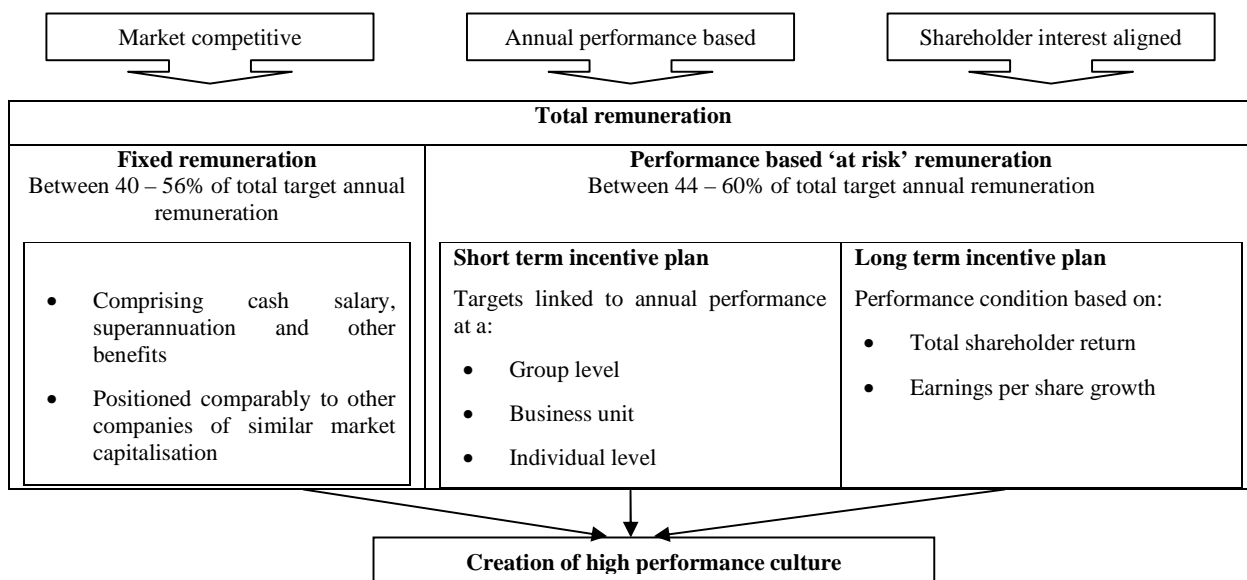 Market competitive
Annual performance based
Shareholder interest aligned
Total remuneration
Fixed remuneration
Between 40 – 56% of total target annual
remuneration
Performance based ‘at risk’ remuneration
Between 44 – 60% of total target annual remuneration
• Comprising cash salary,
superannuation and other
benefits
• Positioned comparably to other
companies of similar market
capitalisation
Short term incentive plan
Targets linked to annual performance
at a:
• Group level
• Business unit
• Individual level
Long term incentive plan
Performance condition based on:
• Total shareholder return
• Earnings per share growth
Creation of high performance culture